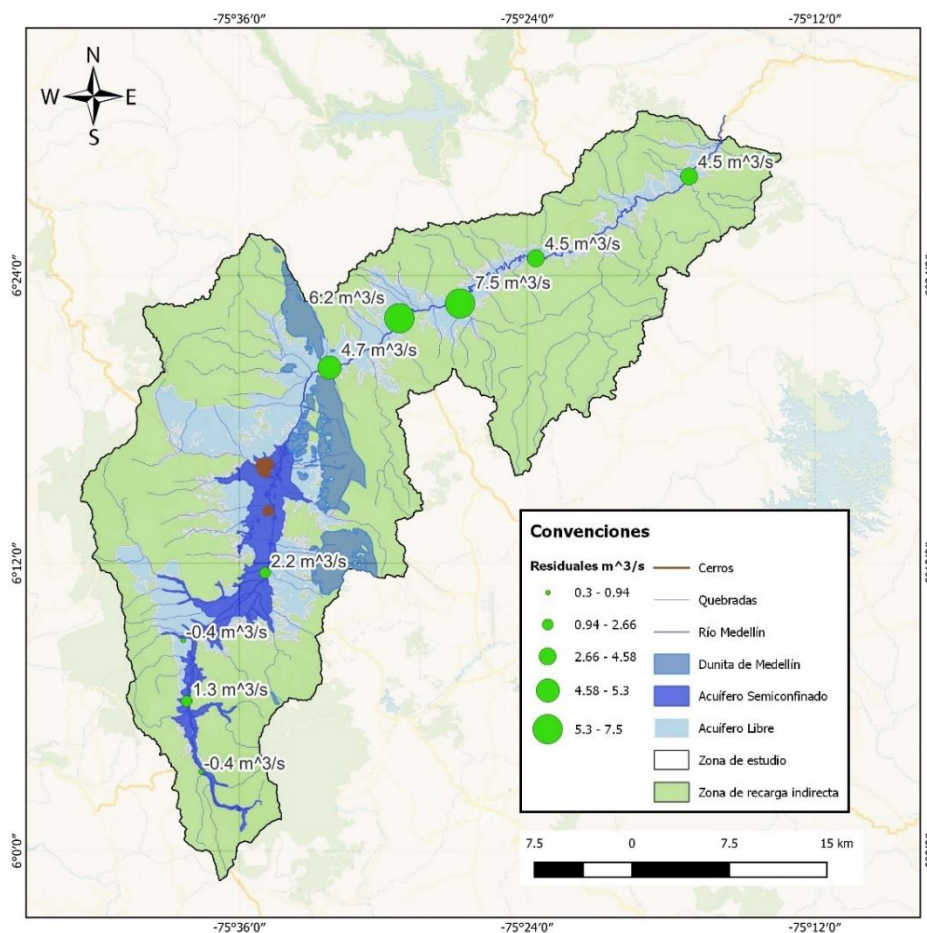 -75°36'0" -75°24'0" -75°12'0"
N
W E
S
4.5 m^3/s
4.5 m^3/s
6°24'0"
7.5 m^3/s
6.2 m^3/s
4.7 m^3/s
2.2 m^3/s
6°12'0"
-0.4 m^3/s
1.3 m^3/s
-0.4 m^3/s
6°0'0"
Convenciones
Residuales m^3/s
0.3 - 0.94
0.94 - 2.66
2.66 - 4.58
4.58 - 5.3
5.3 - 7.5
Cerros
Quebradas
Río Medellín
Dunita de Medellín
Acuífero Semiconfinado
Acuífero Libre
Zona de estudio
Zona de recarga indirecta
7.5 0 7.5 15 km
-75°36'0" -75°24'0" -75°12'0"